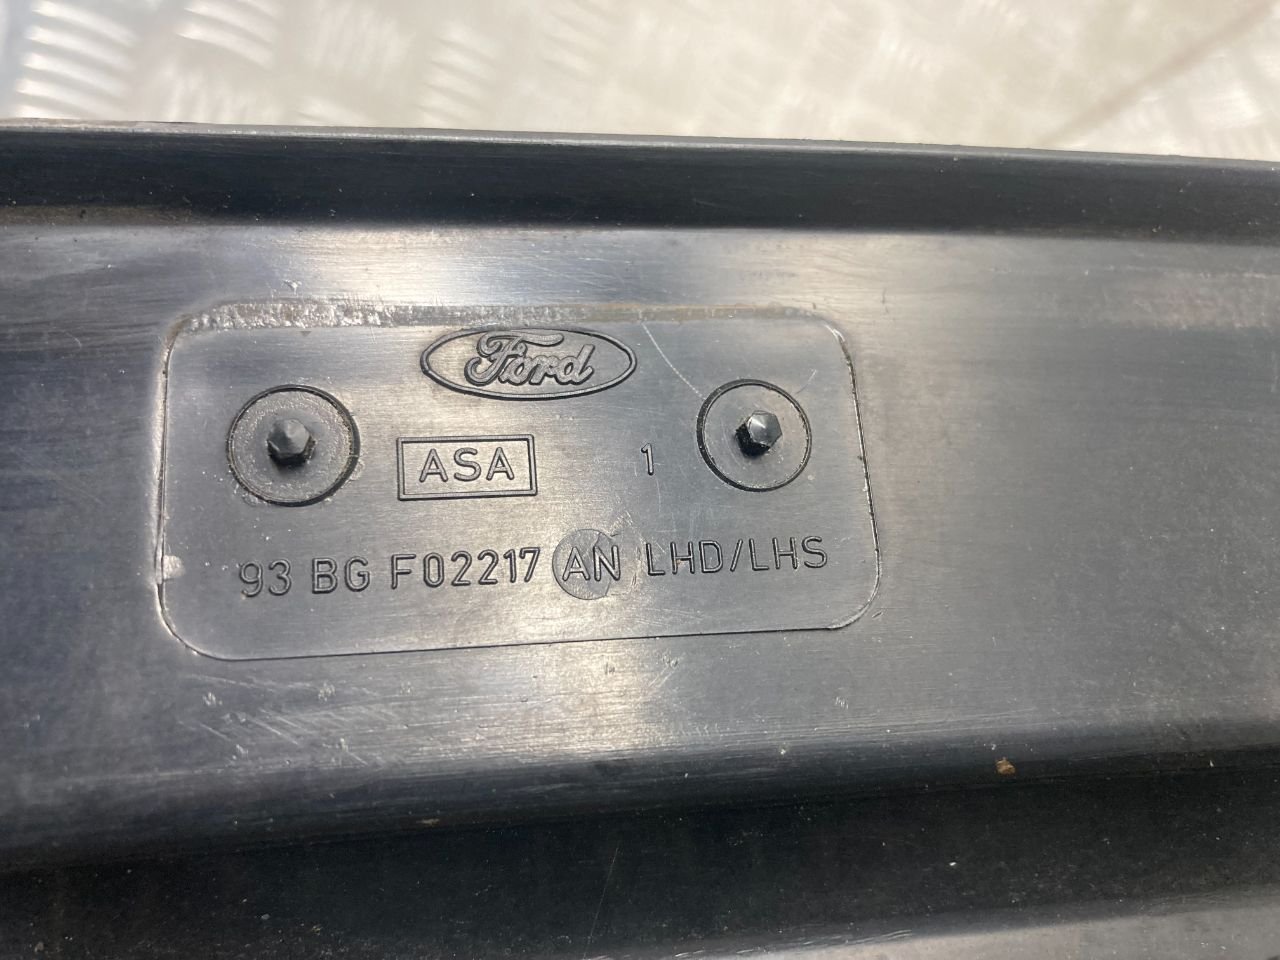 Ford
ASA 1
93 BG F02217 AN LHD/LHS